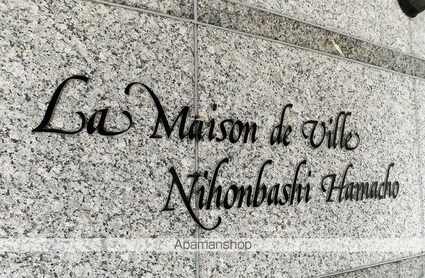 La Maison de Ville
Nihonbashi Hamacho
Apamanshop